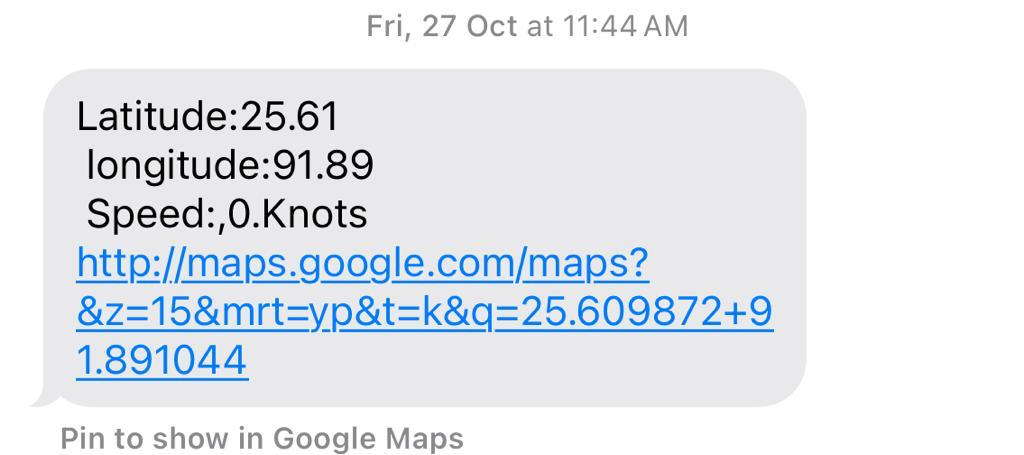 Fri, 27 Oct at 11:44 AM
Latitude:25.61
longitude:91.89
Speed:,0.Knots
http://maps.google.com/maps?
&z=15&mrt=yp&t=k&q=25.609872+9
1.891044
Pin to show in Google Maps